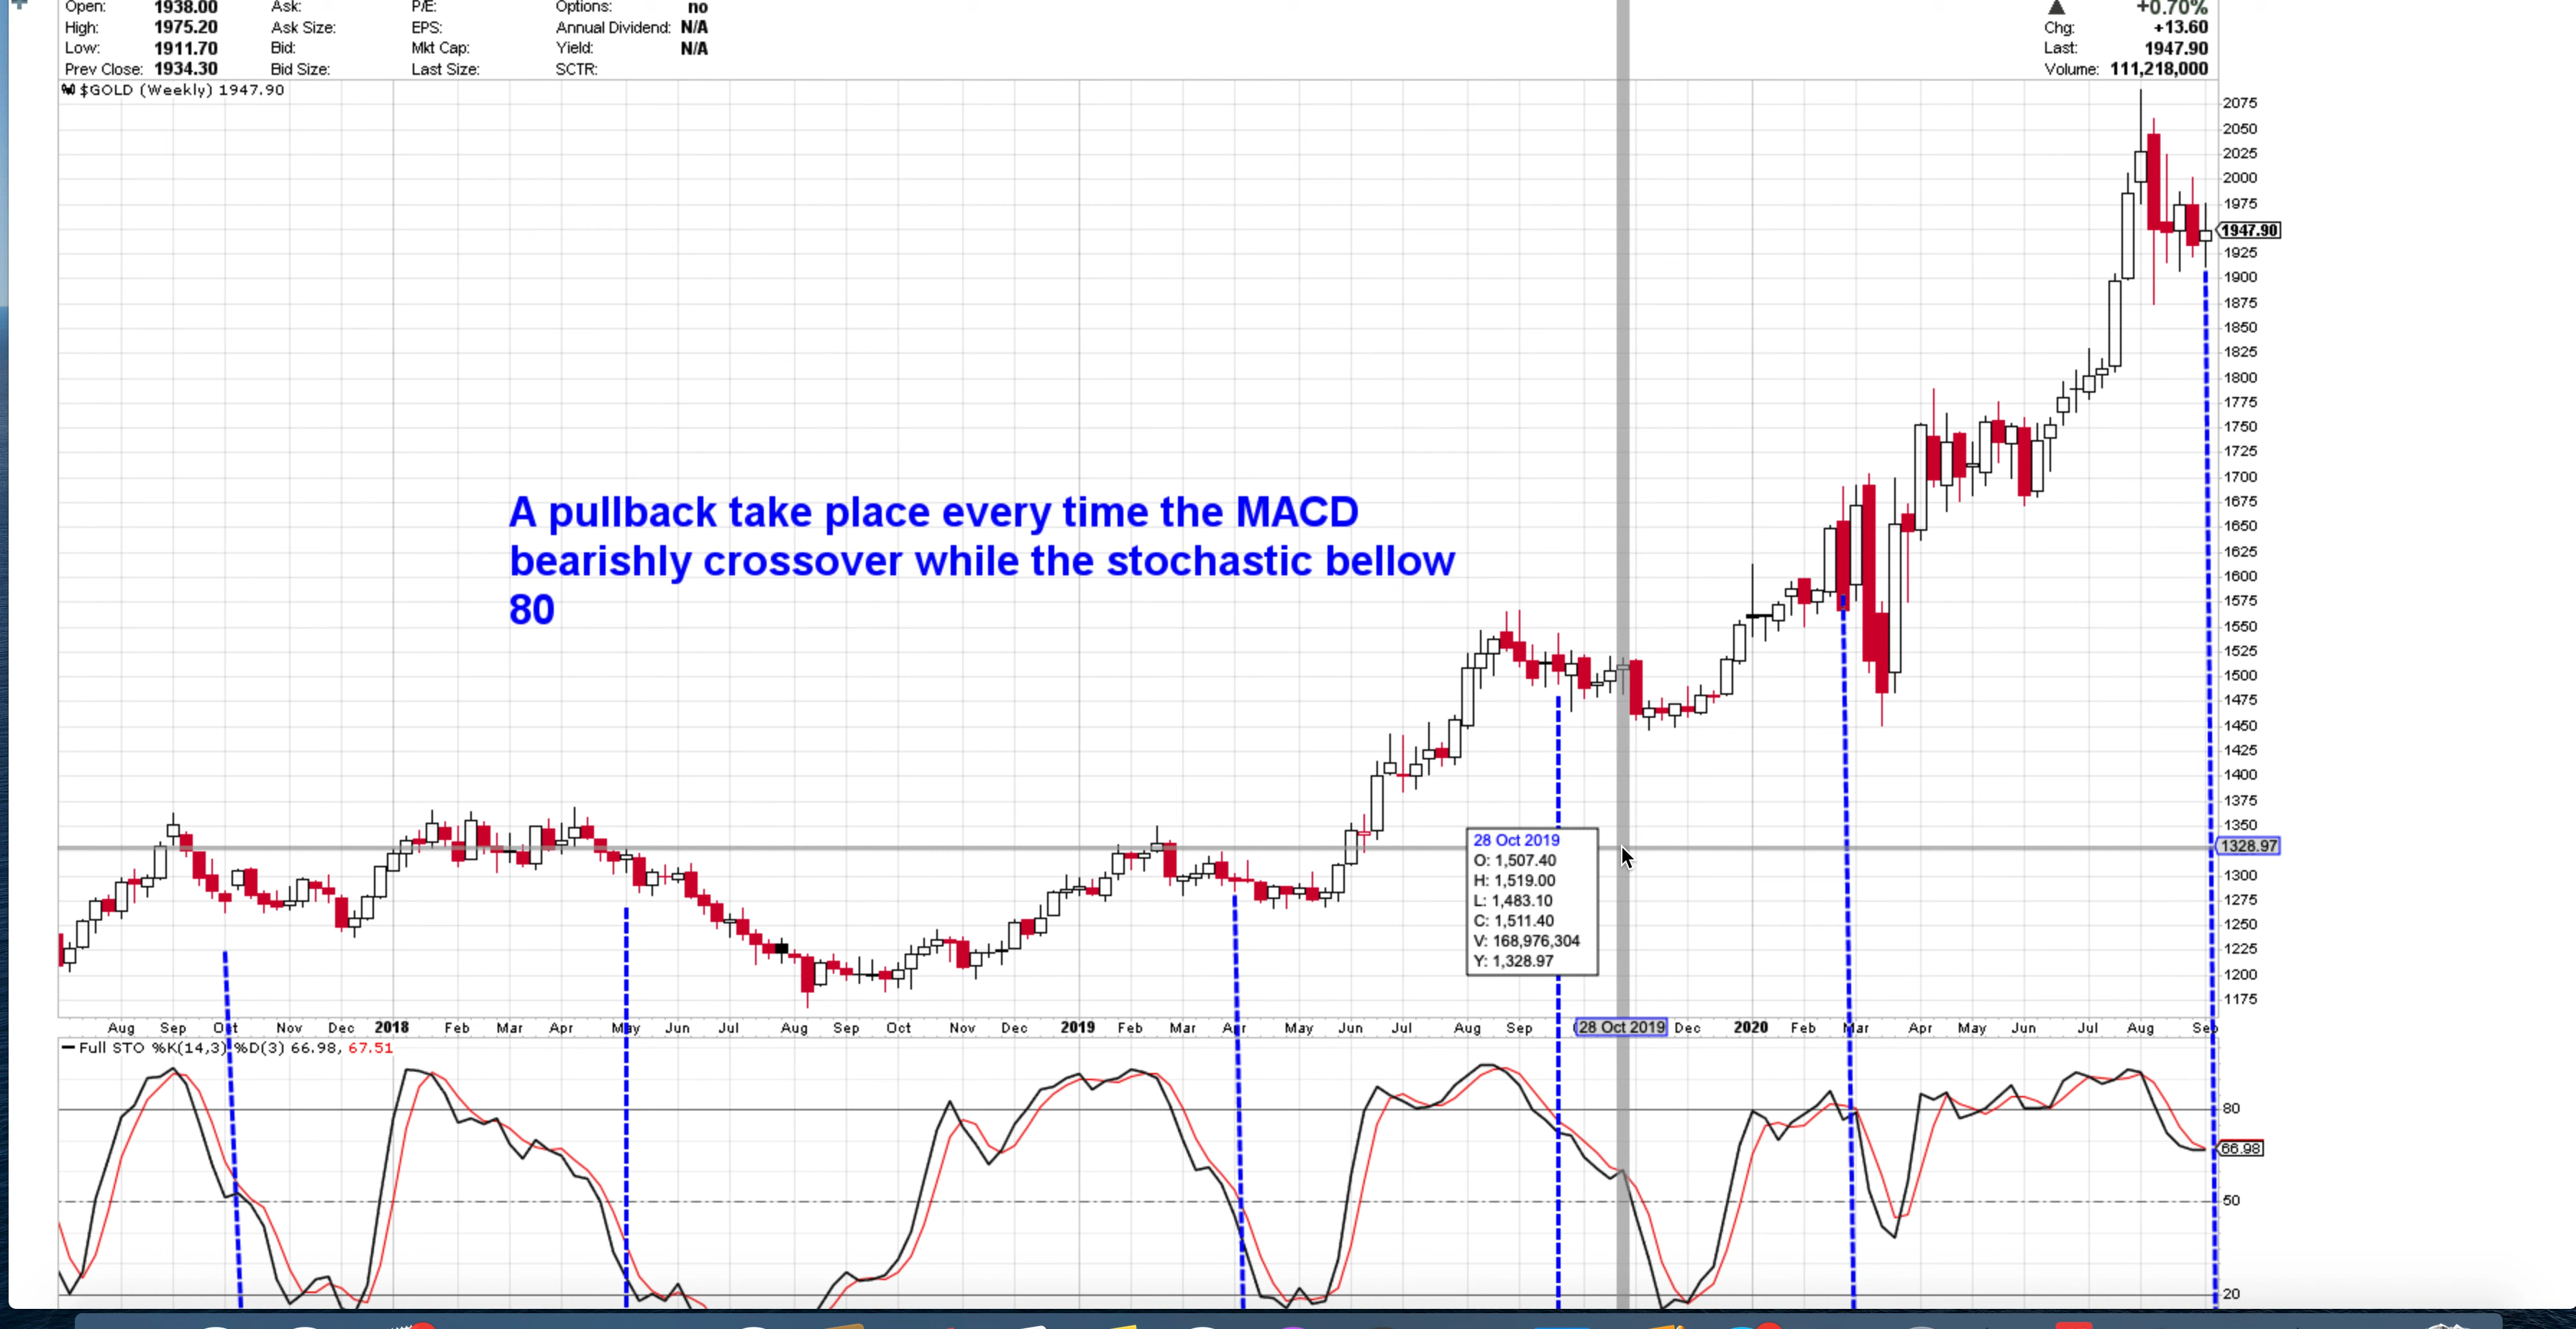 Open: 1938.00 Ask: P/E: Options: no +0.70%
High: 1975.20 Ask Size: EPS: Annual Dividend: N/A Chg: +13.60
Low: 1911.70 Bid: Mkt Cap: Yield: N/A Last: 1947.90
Prev Close: 1934.30 Bid Size: Last Size: SCTR: Volume: 111,218,000
$GOLD (Weekly) 1947.90
2075
2050
2025
2000
1975
1947.90
1925
1900
1875
1850
1825
1800
1775
1750
1725
1700
1675
1650
1625
1600
1575
1550
1525
1500
1475
1450
1425
1400
1375
1350
1328.97
1300
1275
1250
1225
1200
1175
A pullback take place every time the MACD
bearishly crossover while the stochastic bellow
80
28 Oct 2019
O: 1,507.40
H: 1,519.00
L: 1,483.10
C: 1,511.40
V: 168,976,304
Y: 1,328.97
Aug Sep Oct Nov Dec 2018 Feb Mar Apr May Jun Jul Aug Sep Oct Nov Dec 2019 Feb Mar Apr May Jun Jul Aug Sep 28 Oct 2019 Dec 2020 Feb Mar Apr May Jun Jul Aug Sep
Full STO %K(14,3) %D(3) 66.98, 67.51
80
66.98
50
20